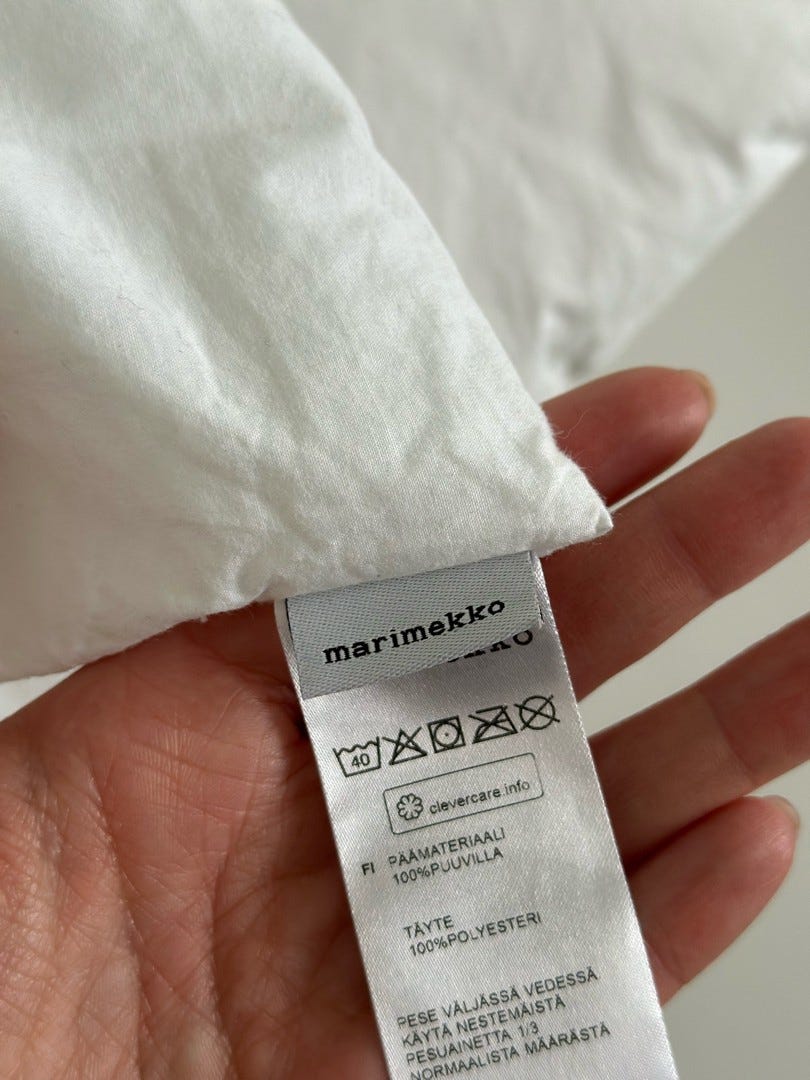 marimekko
40
clevercare.info
FI PÄÄMATERIAALI
100%PUUVILLA
TÄYTE
100%POLYESTERI
PESE VÄLJÄSSÄ VEDESSÄ
KÄYTÄ NESTEMÄISTÄ
PESUAINETTA 1/3
NORMAALISTA MÄÄRÄSTÄ